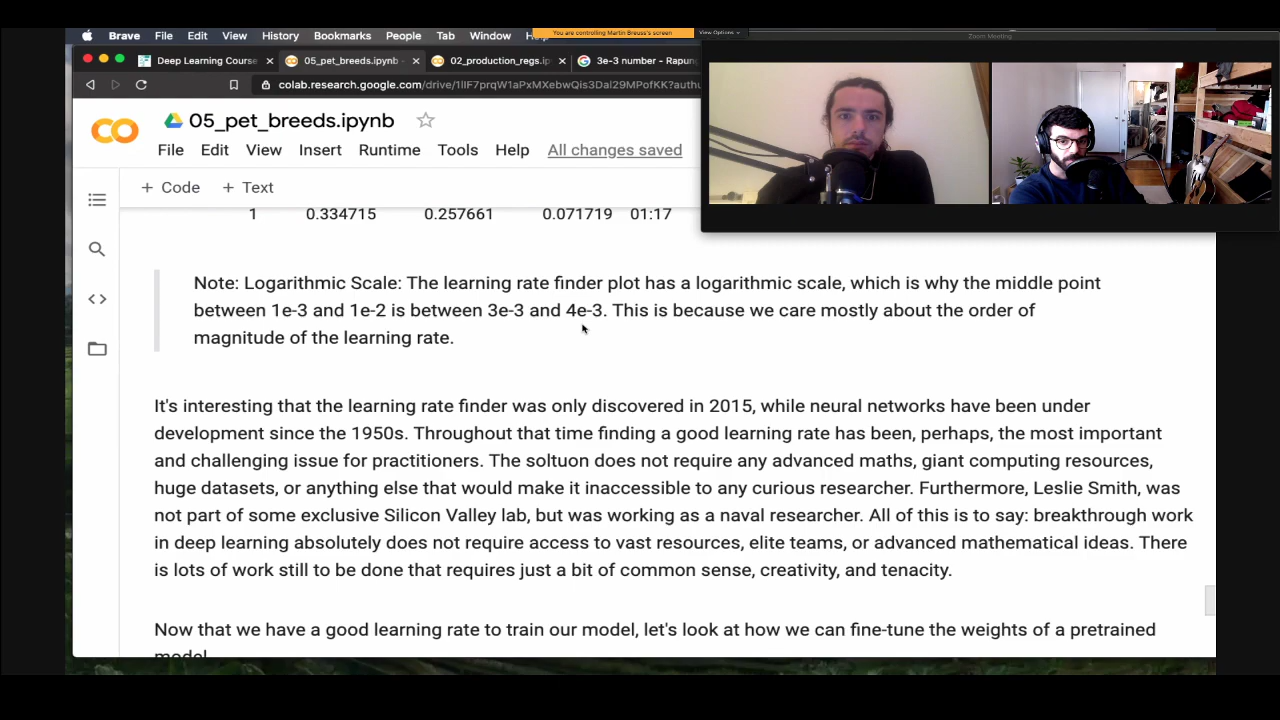 Brave File Edit View History Bookmarks People Tab Window
You are controlling Martin Breuss's screen
View Options
Zoom Meeting
Deep Learning Course
05_pet_breeds.ipynb -
02_production_regs.ip
3e-3 number - Rapun
colab.research.google.com/drive/
05_pet_breeds.ipynb
File Edit View Insert Runtime Tools Help All changes saved
+ Code + Text
1 0.334715 0.257661 0.071719 01:17
Note: Logarithmic Scale: The learning rate finder plot has a logarithmic scale, which is why the middle point
between 1e-3 and 1e-2 is between 3e-3 and 4e-3. This is because we care mostly about the order of
magnitude of the learning rate.
It's interesting that the learning rate finder was only discovered in 2015, while neural networks have been under
development since the 1950s. Throughout that time finding a good learning rate has been, perhaps, the most important
and challenging issue for practitioners. The soltuon does not require any advanced maths, giant computing resources,
huge datasets, or anything else that would make it inaccessible to any curious researcher. Furthermore, Leslie Smith, was
not part of some exclusive Silicon Valley lab, but was working as a naval researcher. All of this is to say: breakthrough work
in deep learning absolutely does not require access to vast resources, elite teams, or advanced mathematical ideas. There
is lots of work still to be done that requires just a bit of common sense, creativity, and tenacity.
Now that we have a good learning rate to train our model, let's look at how we can fine-tune the weights of a pretrained
model